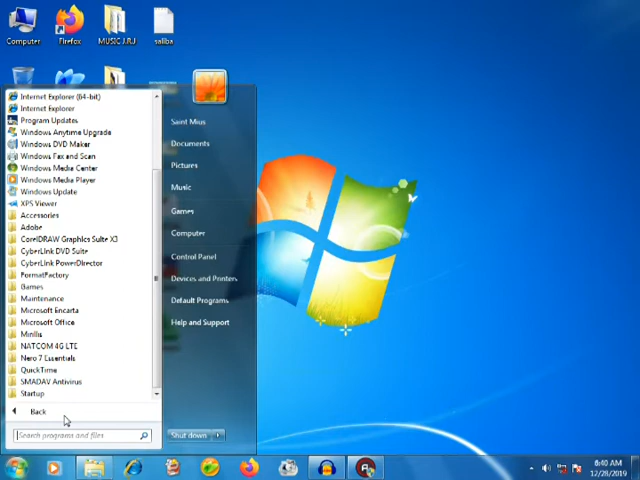 Computer
Firefox
MUSIC J.RJ
saliba
Internet Explorer (64-bit)
Internet Explorer
Program Updates
Windows Anytime Upgrade
Windows DVD Maker
Windows Fax and Scan
Windows Media Center
Windows Media Player
Windows Update
XPS Viewer
Accessories
Adobe
CorelDRAW Graphics Suite X3
CyberLink DVD Suite
CyberLink PowerDirector
FormatFactory
Games
Maintenance
Microsoft Encarta
Microsoft Office
Mirillis
NATCOM 4G LTE
Nero 7 Essentials
QuickTime
SMADAV Antivirus
Startup
Back
Search programs and files
Saint Mius
Documents
Pictures
Music
Games
Computer
Control Panel
Devices and Printers
Default Programs
Help and Support
Shut down
6:40 AM
12/28/2019